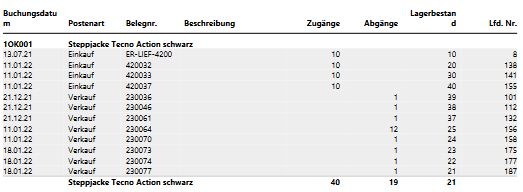 Buchungsdatum Postenart Belegnr. Beschreibung Zugänge Abgänge Lagerbestand Lfd. Nr.
1OK001 Steppjacke Tecno Action schwarz
13.07.21 Einkauf ER-LIEF-4200 10 10 8
11.01.22 Einkauf 420032 10 20 138
11.01.22 Einkauf 420033 10 30 141
11.01.22 Einkauf 420037 10 40 155
21.12.21 Verkauf 230036 1 39 101
21.12.21 Verkauf 230046 1 38 112
21.12.21 Verkauf 230061 1 37 132
11.01.22 Verkauf 230064 12 25 156
11.01.22 Verkauf 230070 1 24 158
18.01.22 Verkauf 230073 1 23 175
18.01.22 Verkauf 230074 1 22 177
18.01.22 Verkauf 230077 1 21 187
Steppjacke Tecno Action schwarz 40 19 21